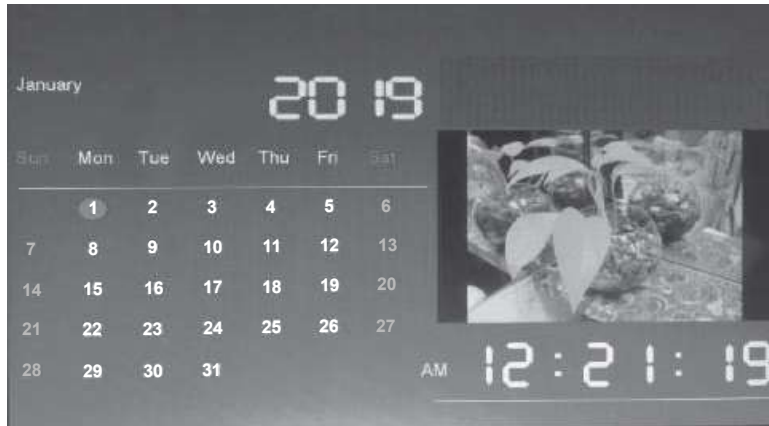 January 2019
Sun Mon Tue Wed Thu Fri Sat
1 2 3 4 5 6
7 8 9 10 11 12 13
14 15 16 17 18 19 20
21 22 23 24 25 26 27
28 29 30 31
AM 12:21: 19